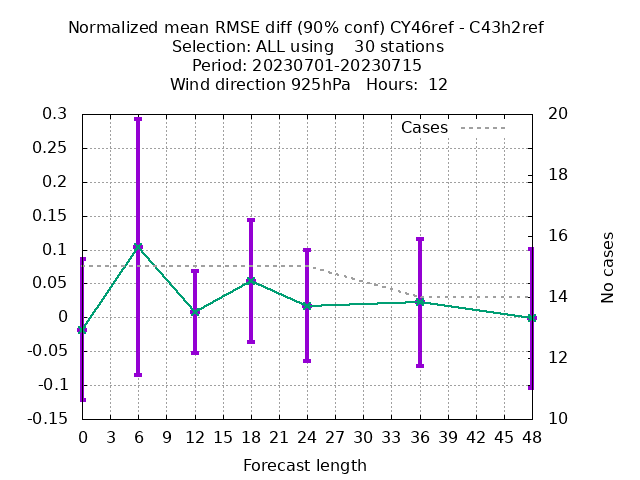 Normalized mean RMSE diff (90% conf) CY46ref - C43h2ref
Selection: ALL using    30 stations
Period: 20230701-20230715
Wind direction 925hPa   Hours:  12
Cases
0.3
0.25
0.2
0.15
0.1
0.05
0
-0.05
-0.1
-0.15
20
18
16
14
12
10
No cases
0 3 6 9 12 15 18 21 24 27 30 33 36 39 42 45 48
Forecast length